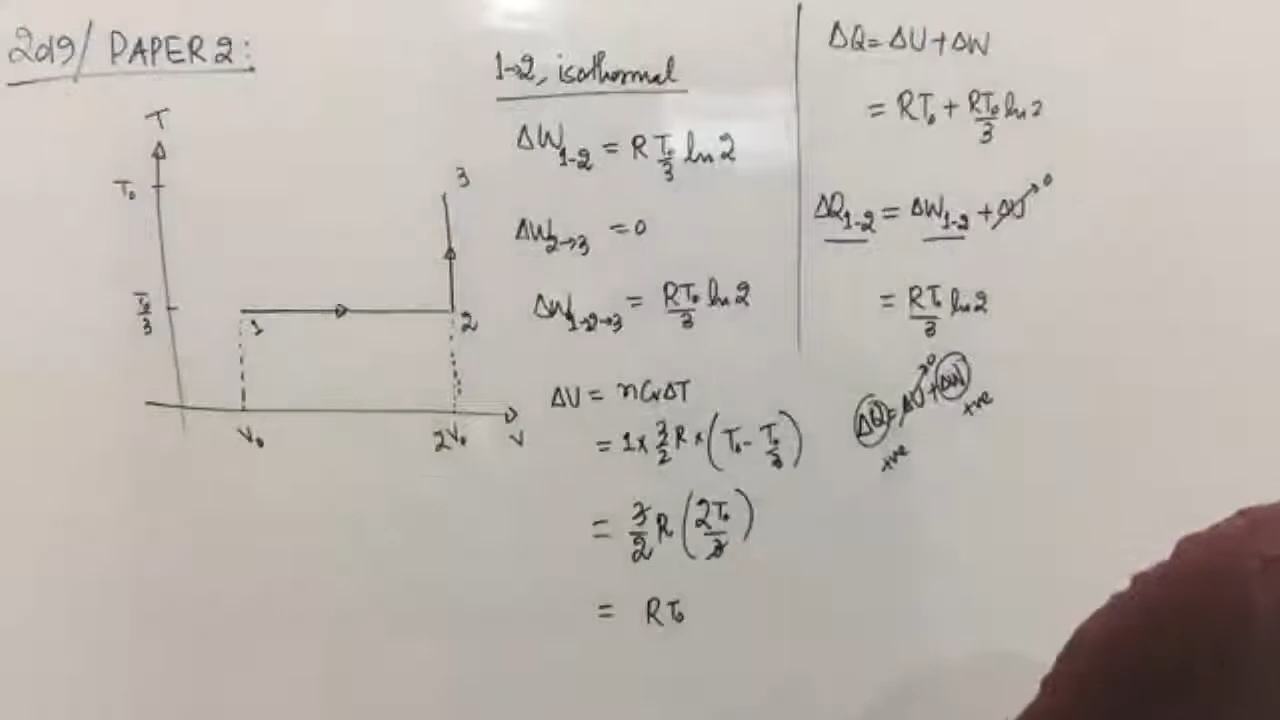 2019/ PAPER 2:
T
T₀
T₀/3
1
2
3
V₀
2V₀
V
1→2, isothermal
ΔW₁₋₂ = R T₀/3 ln 2
ΔW₂→₃ = 0
ΔW₁→₂→₃ = RT₀/3 ln 2
ΔU = nCvΔT
= 1 × 3/2 R × (T₀ - T₀/3)
= 3/2 R (2T₀/3)
= RT₀
ΔQ = ΔU + ΔW
= RT₀ + RT₀/3 ln 2
ΔQ₁₋₂ = ΔW₁₋₂ + ΔU→0
= RT₀/3 ln 2
ΔQ = ΔU→0 + ΔW
+ve +ve